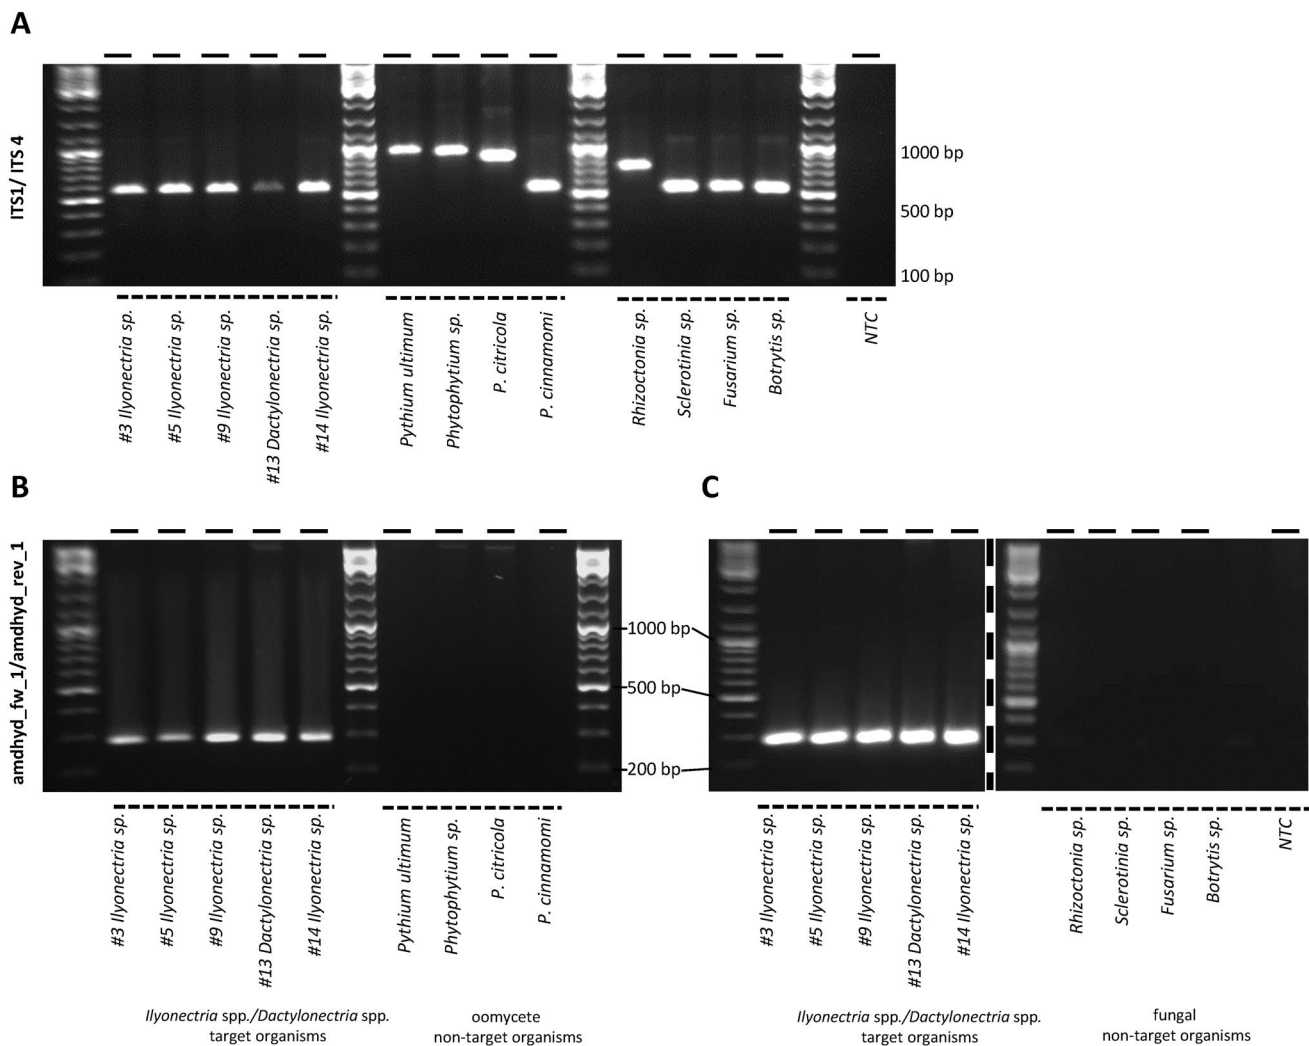 A
ITS1/ ITS 4
1000 bp
500 bp
100 bp
#3 Ilyonectria sp.
#5 Ilyonectria sp.
#9 Ilyonectria sp.
#13 Dactylonectria sp.
#14 Ilyonectria sp.
Pythium ultimum
Phytophytium sp.
P. citricola
P. cinnamomi
Rhizoctonia sp.
Sclerotinia sp.
Fusarium sp.
Botrytis sp.
NTC
B
amdhyd_fw_1/amdhyd_rev_1
1000 bp
500 bp
200 bp
#3 Ilyonectria sp.
#5 Ilyonectria sp.
#9 Ilyonectria sp.
#13 Dactylonectria sp.
#14 Ilyonectria sp.
Pythium ultimum
Phytophytium sp.
P. citricola
P. cinnamomi
Ilyonectria spp./Dactylonectria spp.
target organisms
oomycete
non-target organisms
C
#3 Ilyonectria sp.
#5 Ilyonectria sp.
#9 Ilyonectria sp.
#13 Dactylonectria sp.
#14 Ilyonectria sp.
Rhizoctonia sp.
Sclerotinia sp.
Fusarium sp.
Botrytis sp.
NTC
Ilyonectria spp./Dactylonectria spp.
target organisms
fungal
non-target organisms